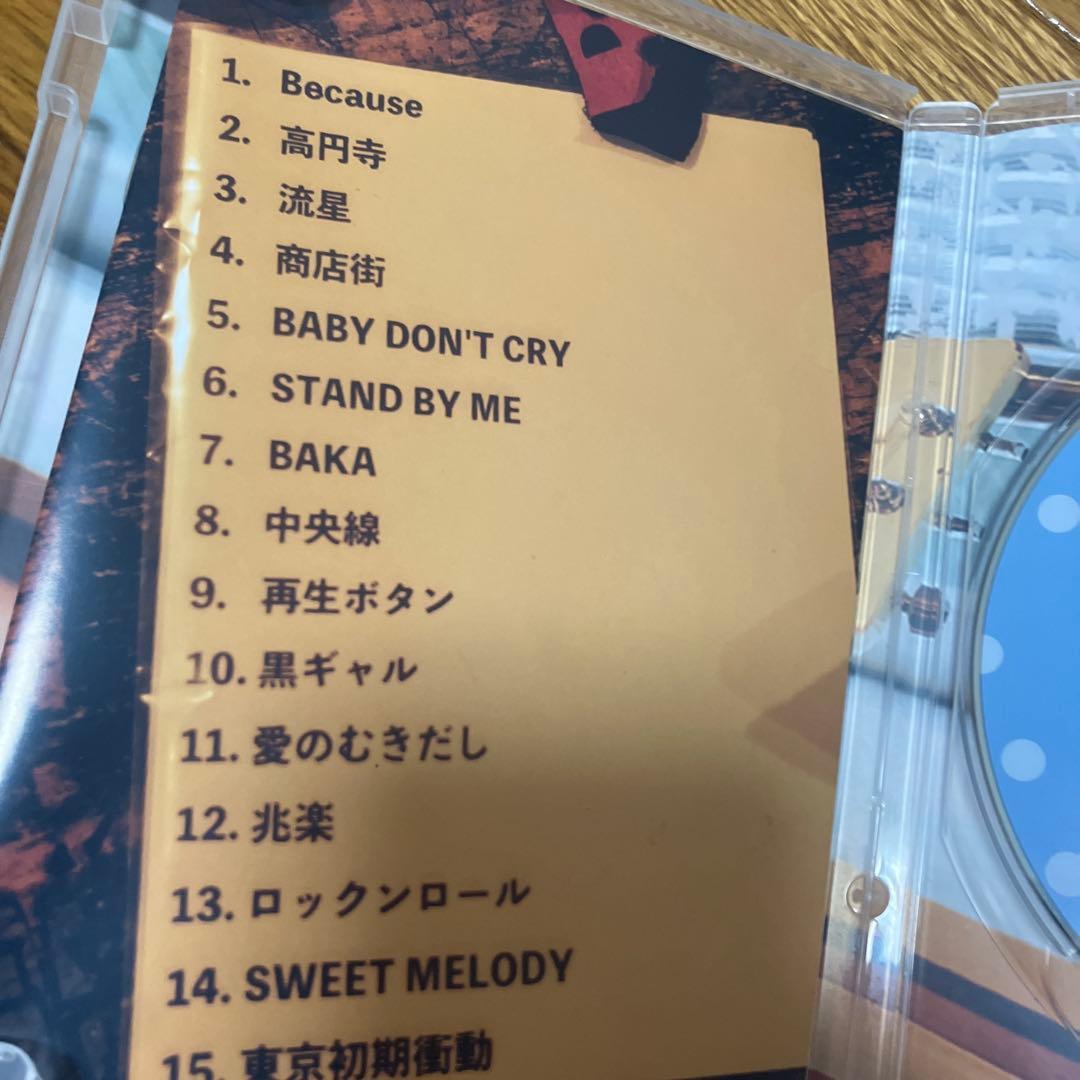 1. Because
2. 高円寺
3. 流星
4. 商店街
5. BABY DON'T CRY
6. STAND BY ME
7. BAKA
8. 中央線
9. 再生ボタン
10. 黒ギャル
11. 愛のむきだし
12. 兆楽
13. ロックンロール
14. SWEET MELODY
15. 東京初期衝動